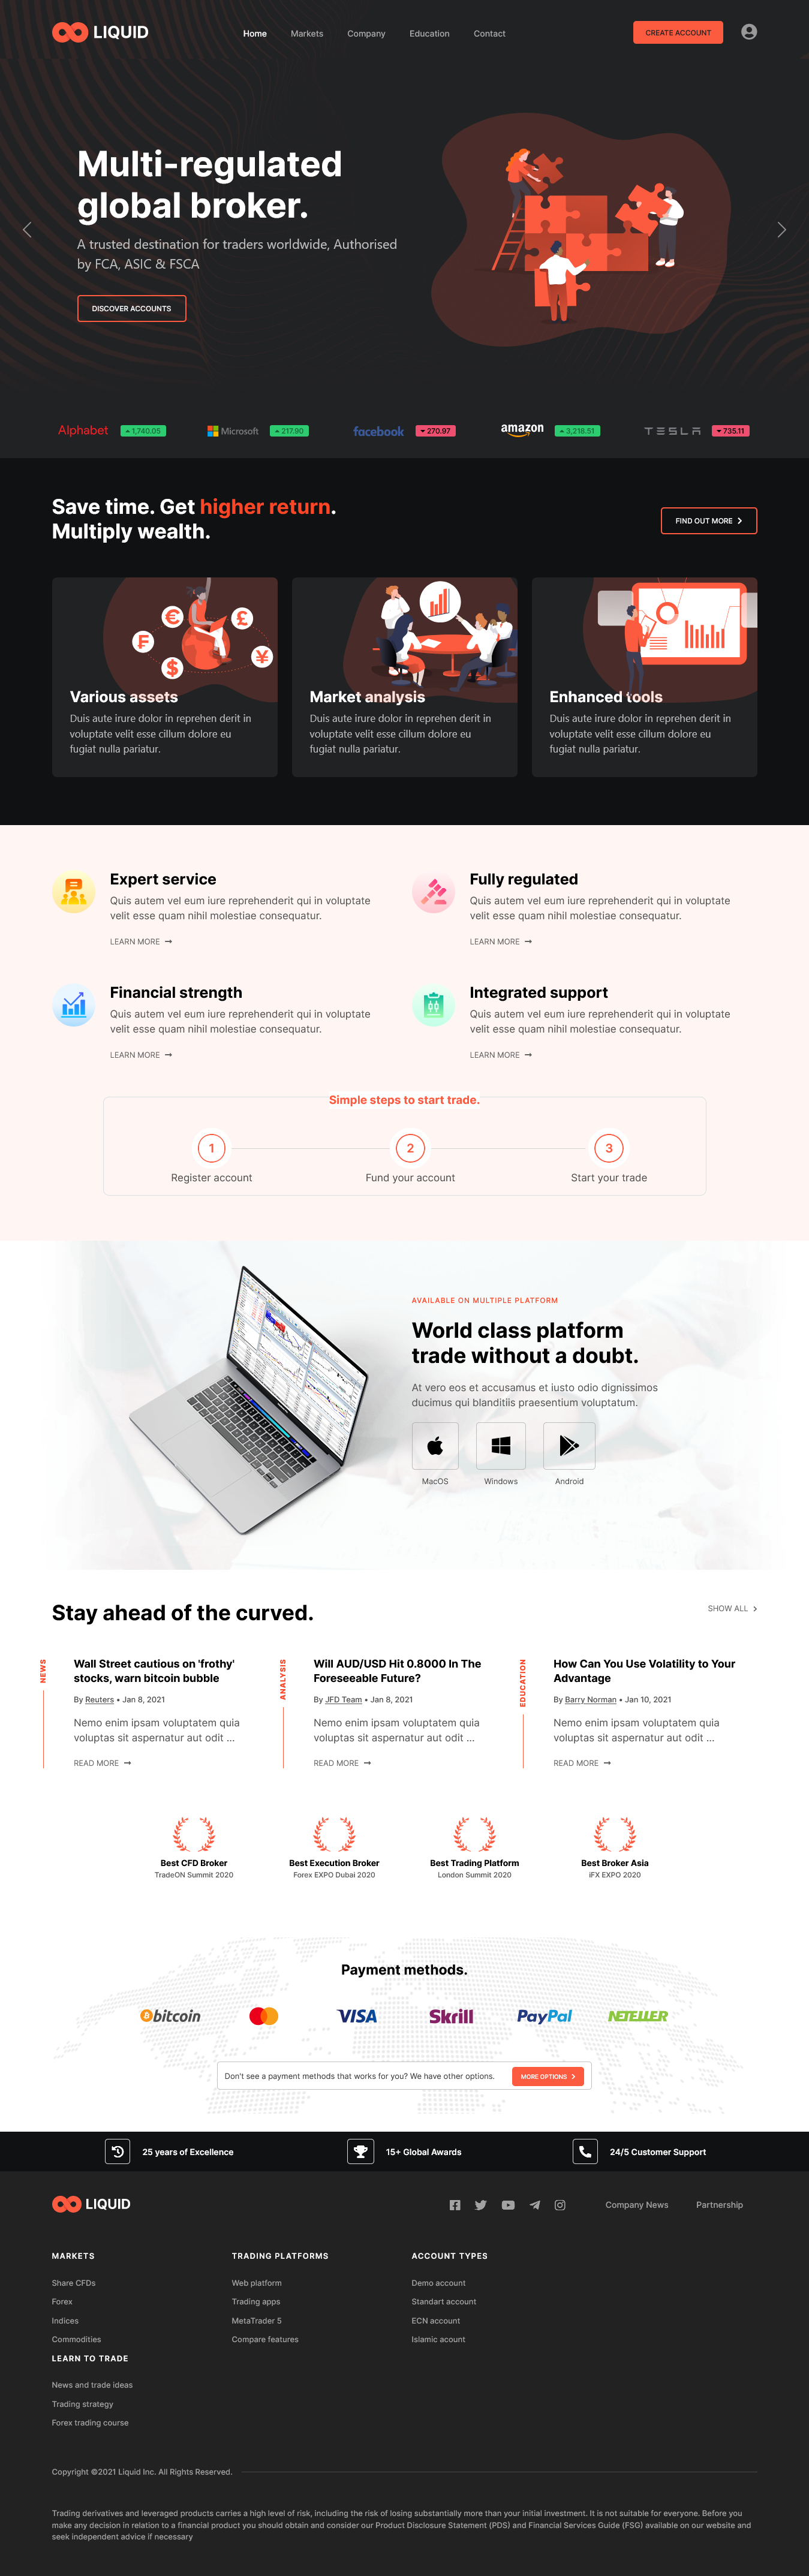 LIQUID
Home
Markets
Company
Education
Contact
CREATE ACCOUNT
Multi-regulated
global broker.
A trusted destination for traders worldwide, Authorised
by FCA, ASIC & FSCA
DISCOVER ACCOUNTS
Alphabet
1,740.05
Microsoft
217.90
facebook
270.97
amazon
3,218.51
TESLA
735.11
Save time. Get higher return.
Multiply wealth.
FIND OUT MORE
Various assets
Duis aute irure dolor in reprehen derit in
voluptate velit esse cillum dolore eu
fugiat nulla pariatur.
Market analysis
Duis aute irure dolor in reprehen derit in
voluptate velit esse cillum dolore eu
fugiat nulla pariatur.
Enhanced tools
Duis aute irure dolor in reprehen derit in
voluptate velit esse cillum dolore eu
fugiat nulla pariatur.
Expert service
Quis autem vel eum iure reprehenderit qui in voluptate
velit esse quam nihil molestiae consequatur.
LEARN MORE
Fully regulated
Quis autem vel eum iure reprehenderit qui in voluptate
velit esse quam nihil molestiae consequatur.
LEARN MORE
Financial strength
Quis autem vel eum iure reprehenderit qui in voluptate
velit esse quam nihil molestiae consequatur.
LEARN MORE
Integrated support
Quis autem vel eum iure reprehenderit qui in voluptate
velit esse quam nihil molestiae consequatur.
LEARN MORE
Simple steps to start trade.
1
2
3
Register account
Fund your account
Start your trade
AVAILABLE ON MULTIPLE PLATFORM
World class platform
trade without a doubt.
At vero eos et accusamus et iusto odio dignissimos
ducimus qui blanditiis praesentium voluptatum.
MacOS
Windows
Android
Stay ahead of the curved.
SHOW ALL
NEWS
Wall Street cautious on 'frothy'
stocks, warn bitcoin bubble
By Reuters • Jan 8, 2021
Nemo enim ipsam voluptatem quia
voluptas sit aspernatur aut odit ...
READ MORE
ANALYSIS
Will AUD/USD Hit 0.8000 In The
Foreseeable Future?
By JFD Team • Jan 8, 2021
Nemo enim ipsam voluptatem quia
voluptas sit aspernatur aut odit ...
READ MORE
EDUCATION
How Can You Use Volatility to Your
Advantage
By Barry Norman • Jan 10, 2021
Nemo enim ipsam voluptatem quia
voluptas sit aspernatur aut odit ...
READ MORE
Best CFD Broker
TradeON Summit 2020
Best Execution Broker
Forex EXPO Dubai 2020
Best Trading Platform
London Summit 2020
Best Broker Asia
iFX EXPO 2020
Payment methods.
bitcoin
VISA
Skrill
PayPal
NETELLER
Don't see a payment methods that works for you? We have other options.
MORE OPTIONS
25 years of Excellence
15+ Global Awards
24/5 Customer Support
LIQUID
Company News
Partnership
MARKETS
Share CFDs
Forex
Indices
Commodities
TRADING PLATFORMS
Web platform
Trading apps
MetaTrader 5
Compare features
ACCOUNT TYPES
Demo account
Standart account
ECN account
Islamic acount
LEARN TO TRADE
News and trade ideas
Trading strategy
Forex trading course
Copyright ©2021 Liquid Inc. All Rights Reserved.
Trading derivatives and leveraged products carries a high level of risk, including the risk of losing substantially more than your initial investment. It is not suitable for everyone. Before you
make any decision in relation to a financial product you should obtain and consider our Product Disclosure Statement (PDS) and Financial Services Guide (FSG) available on our website and
seek independent advice if necessary